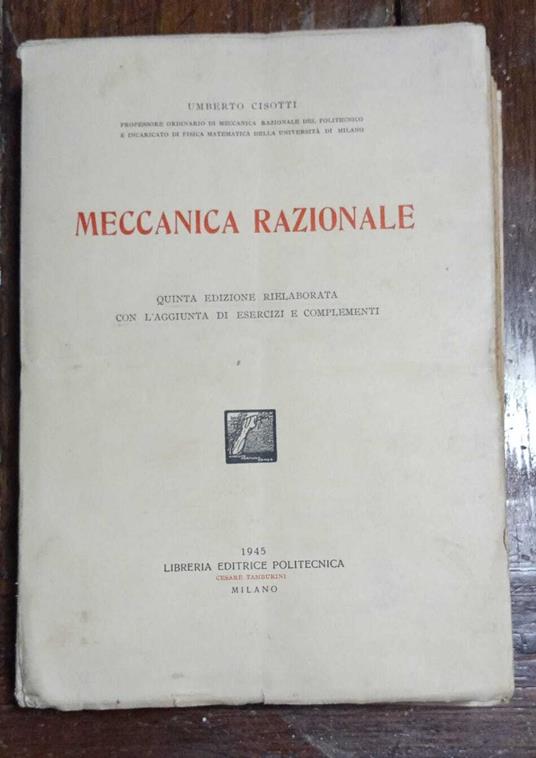 UMBERTO CISOTTI
PROFESSORE ORDINARIO DI MECCANICA RAZIONALE DEL POLITECNICO
E INCARICATO DI FISICA MATEMATICA DELLA UNIVERSITÀ DI MILANO
MECCANICA RAZIONALE
QUINTA EDIZIONE RIELABORATA
CON L'AGGIUNTA DI ESERCIZI E COMPLEMENTI
1945
LIBRERIA EDITRICE POLITECNICA
CESARE TAMBURINI
MILANO